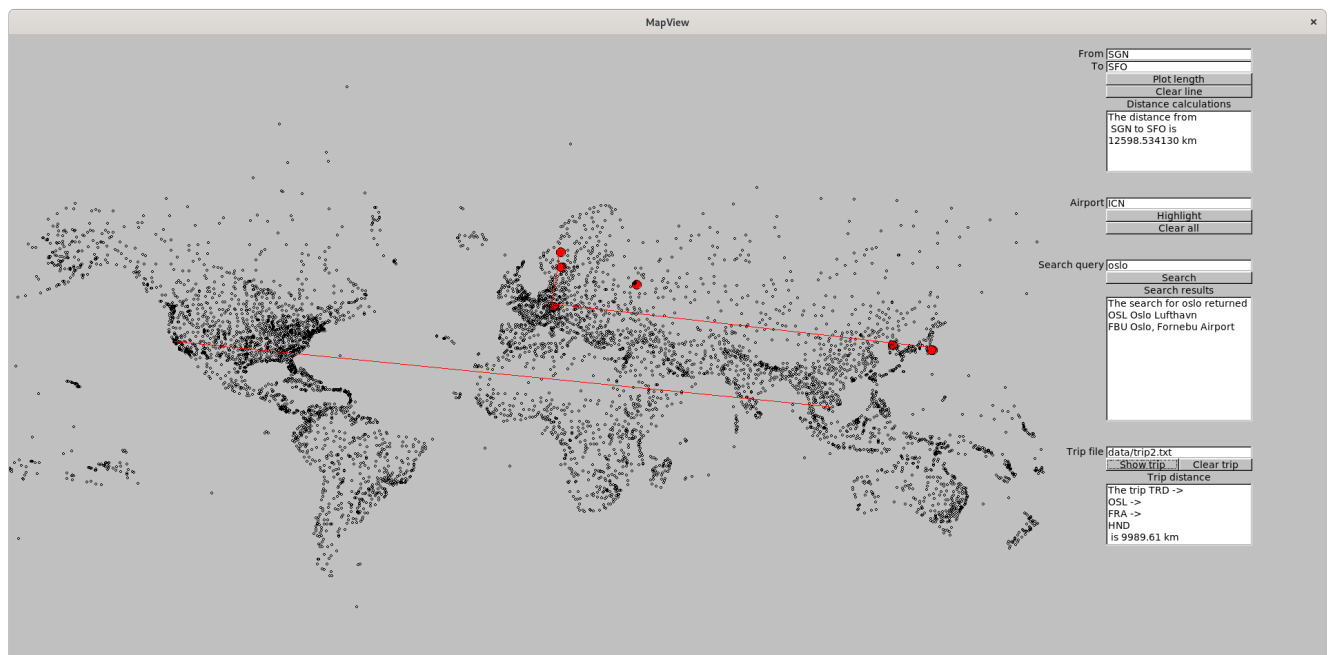 MapView
×
From SGN
To SFO
Plot length
Clear line
Distance calculations
The distance from
SGN to SFO is
12598.534130 km
Airport ICN
Highlight
Clear all
Search query oslo
Search
Search results
The search for oslo returned
OSL Oslo Lufthavn
FBU Oslo, Fornebu Airport
Trip file data/trip2.txt
Show trip Clear trip
Trip distance
The trip TRD ->
OSL ->
FRA ->
HND
is 9989.61 km